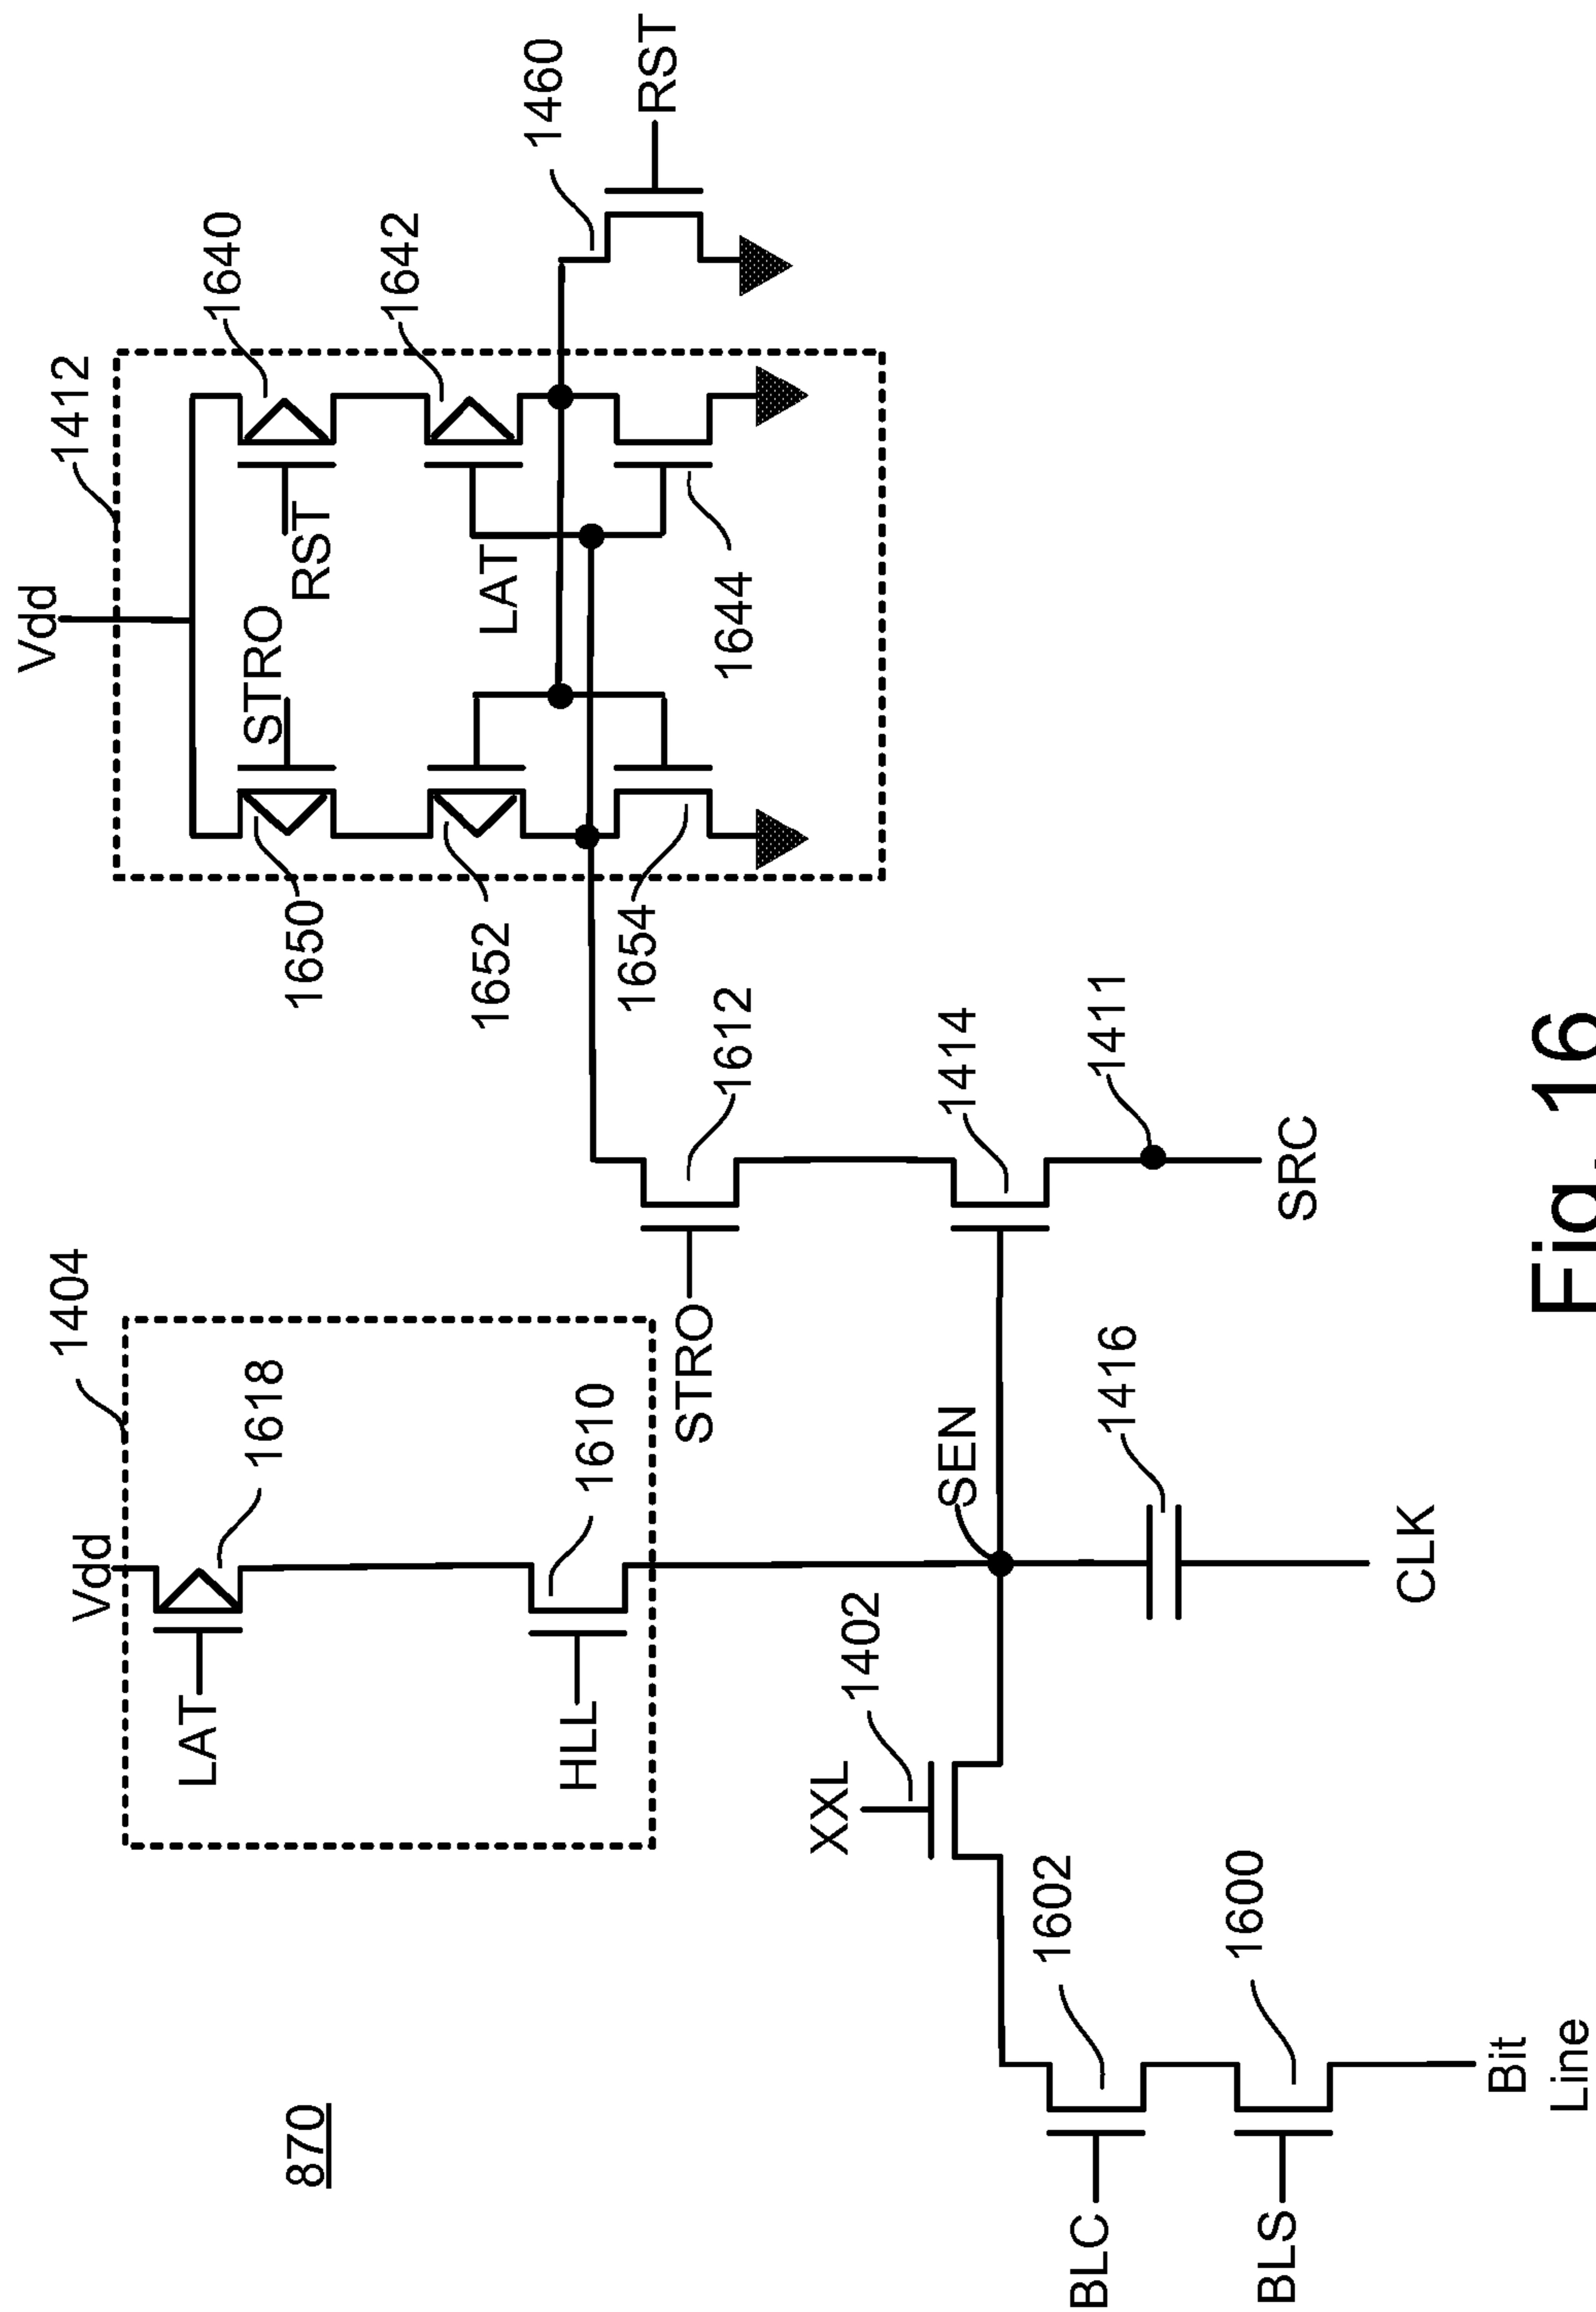 870
BLC
BLS
Bit
Line
1602
1600
XXL
1402
1404
Vdd
LAT
1618
HLL
1610
SEN
1416
CLK
STRO
1612
1414
1411
SRC
1412
Vdd
1650
STRO
1652
1654
RST
1640
LAT
1642
1644
1460
RST
Fig. 16